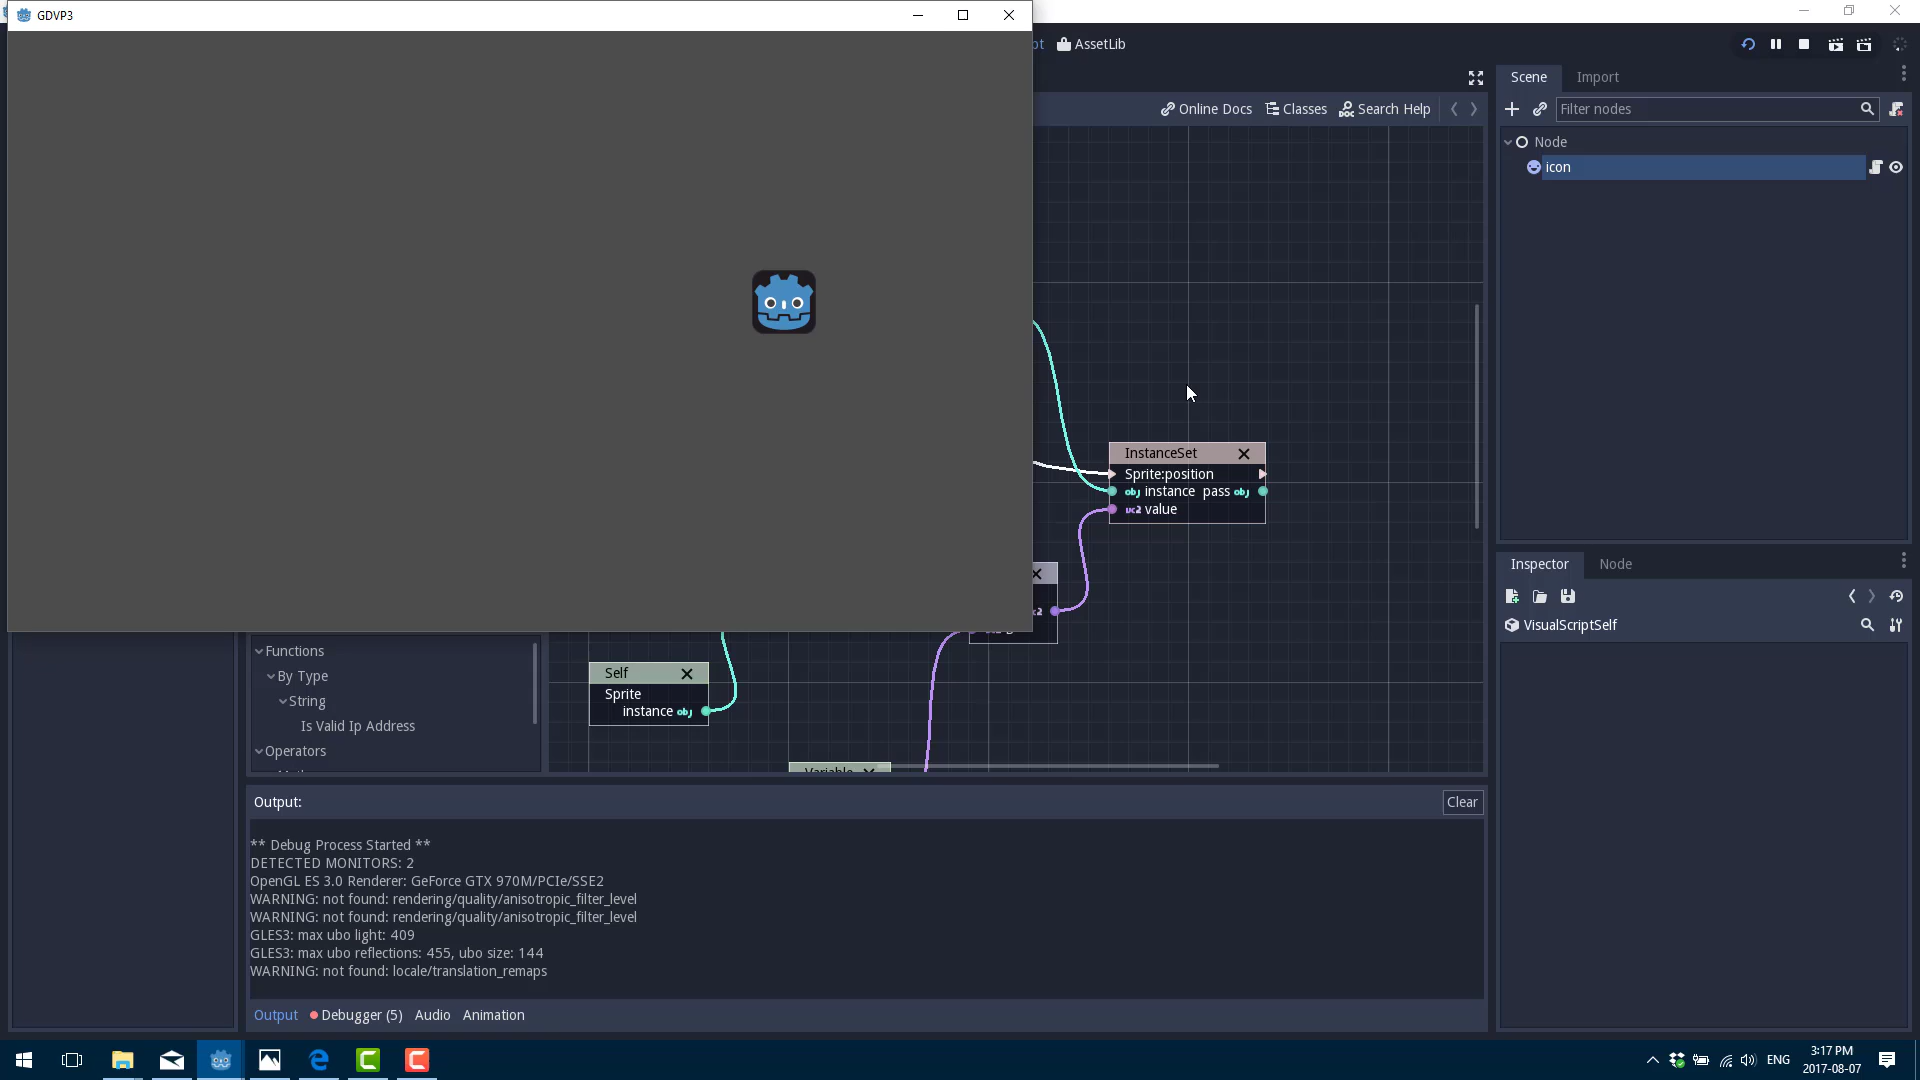 GDVP3
AssetLib
Scene
Import
Online Docs
Classes
Search Help
Filter nodes
Node
icon
InstanceSet
Sprite:position
obj instance pass obj
vc2 value
Inspector
Node
VisualScriptSelf
Functions
By Type
String
Is Valid Ip Address
Operators
Self
Sprite
instance obj
Variable
Output:
Clear
** Debug Process Started **
DETECTED MONITORS: 2
OpenGL ES 3.0 Renderer: GeForce GTX 970M/PCIe/SSE2
WARNING: not found: rendering/quality/anisotropic_filter_level
WARNING: not found: rendering/quality/anisotropic_filter_level
GLES3: max ubo light: 409
GLES3: max ubo reflections: 455, ubo size: 144
WARNING: not found: locale/translation_remaps
Output
Debugger (5)
Audio
Animation
ENG
3:17 PM
2017-08-07